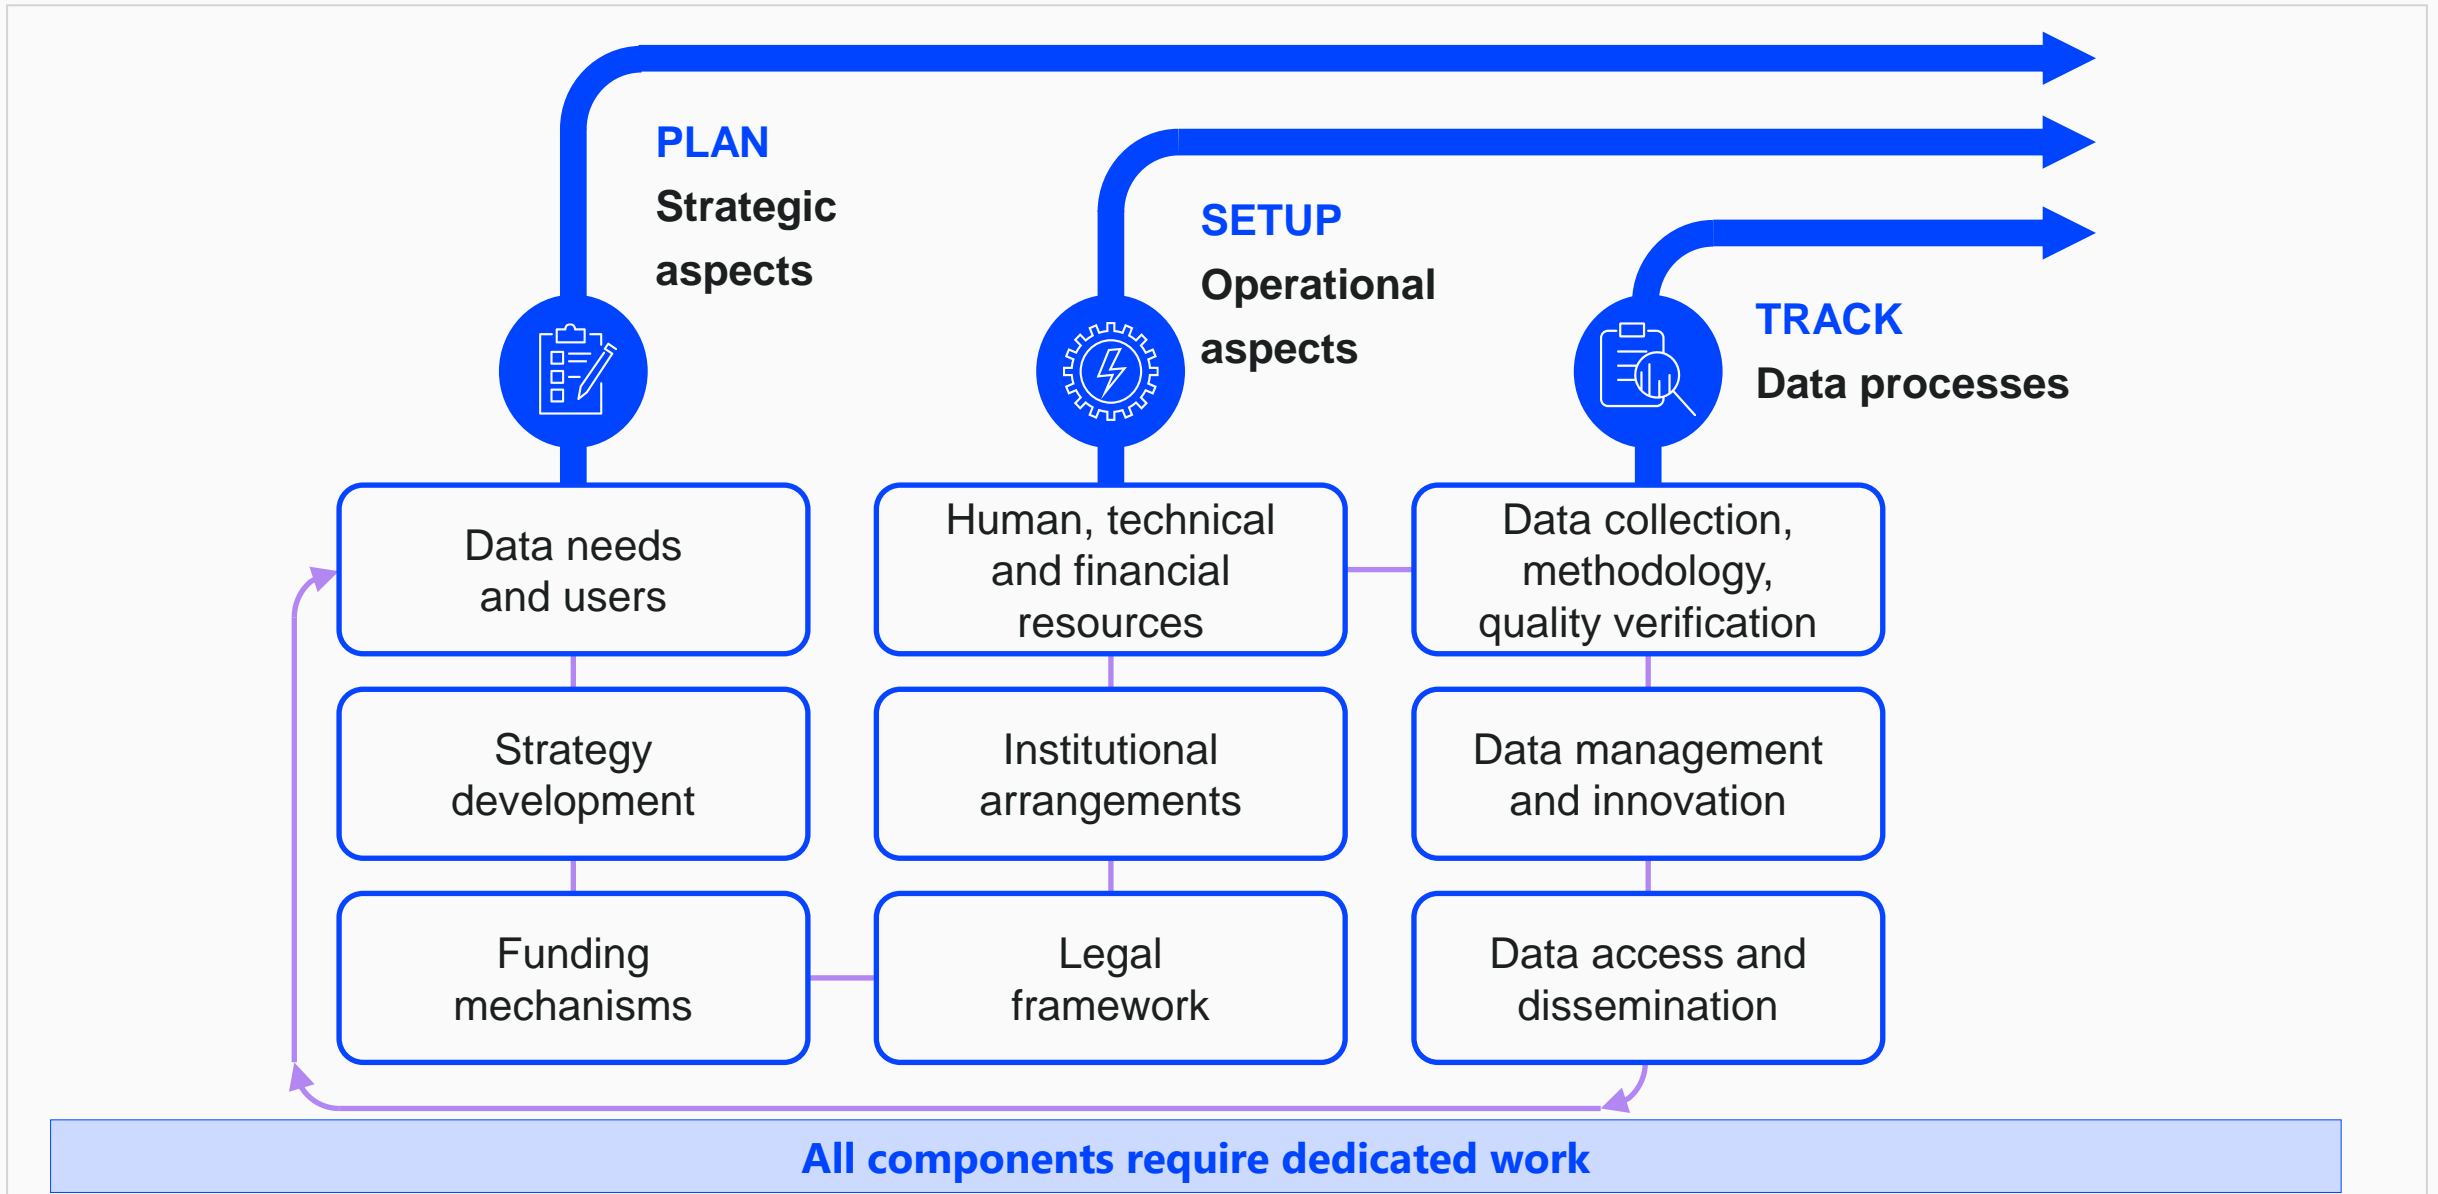 PLAN
Strategic
aspects
SETUP
Operational
aspects
TRACK
Data processes
Data needs
and users
Strategy
development
Funding
mechanisms
Human, technical
and financial
resources
Institutional
arrangements
Legal
framework
Data collection,
methodology,
quality verification
Data management
and innovation
Data access and
dissemination
All components require dedicated work